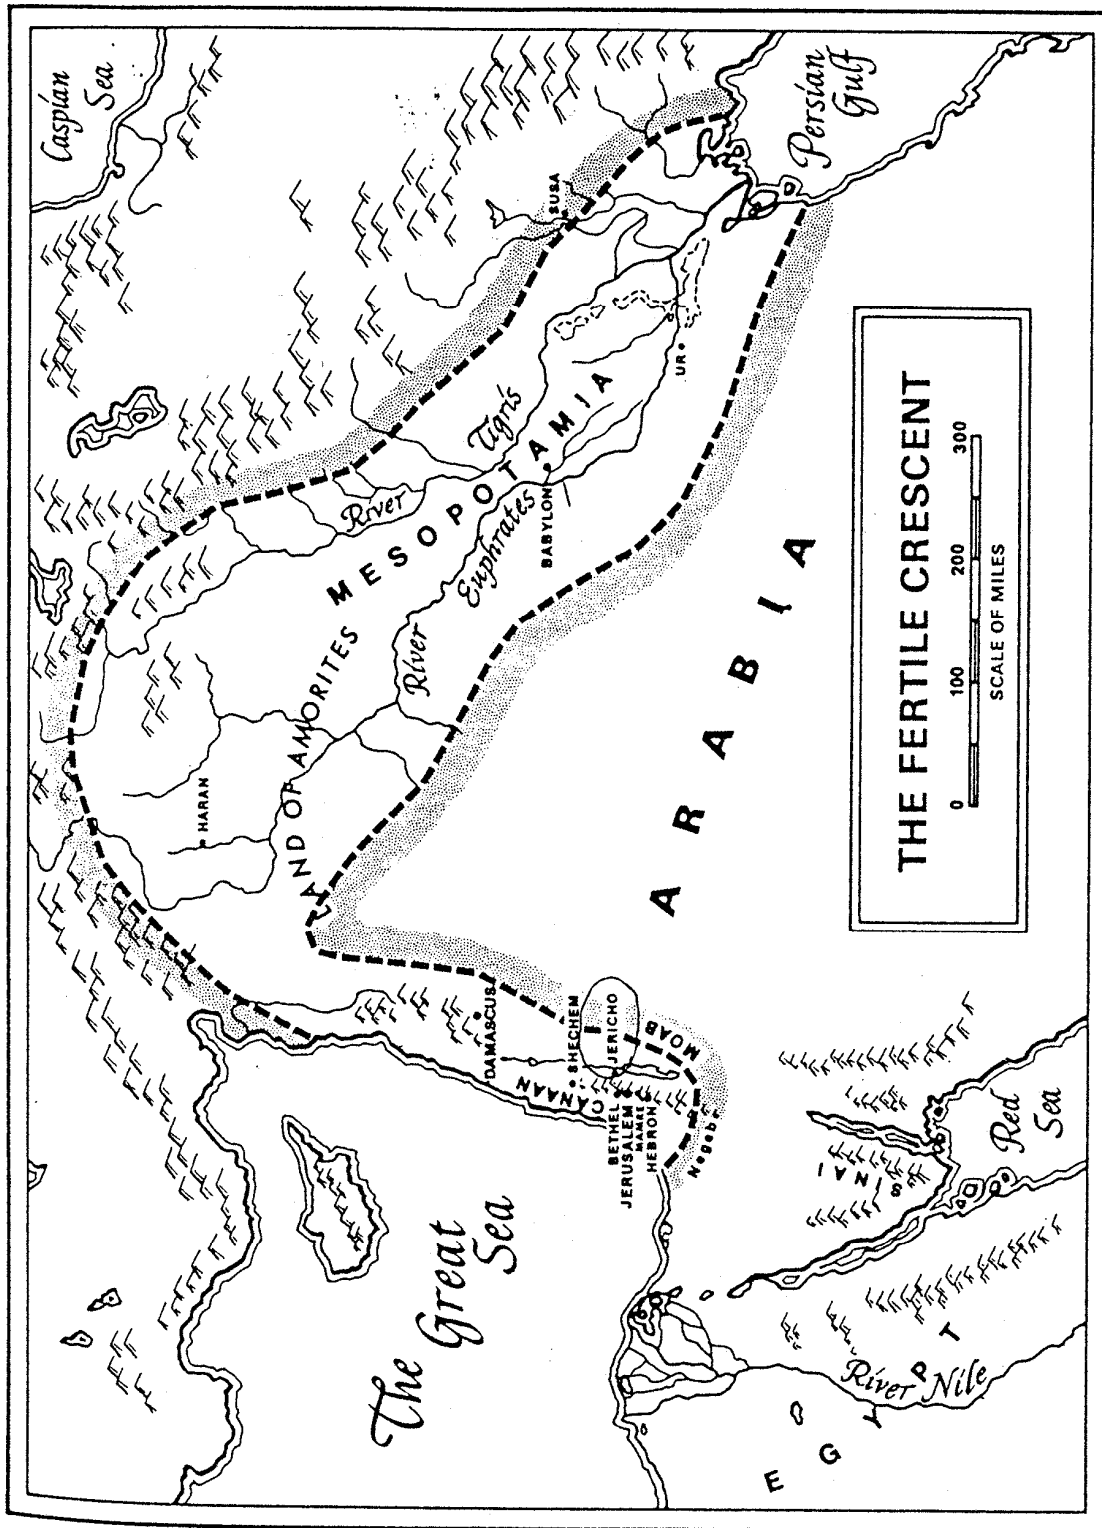 Caspian
Sea
SUSA
Persian
Gulf
Tigris
River
MESOPOTAMIA
Euphrates
River
BABYLON
UR
LAND OF AMORITES
HARAN
ARABIA
The Great
Sea
DAMASCUS
SHECHEM
CANAAN
JERICHO
MOAB
BETHEL
JERUSALEM
MAMRE
HEBRON
Negeb
SINAI
Red
Sea
River Nile
EGYPT
THE FERTILE CRESCENT
0 100 200 300
SCALE OF MILES